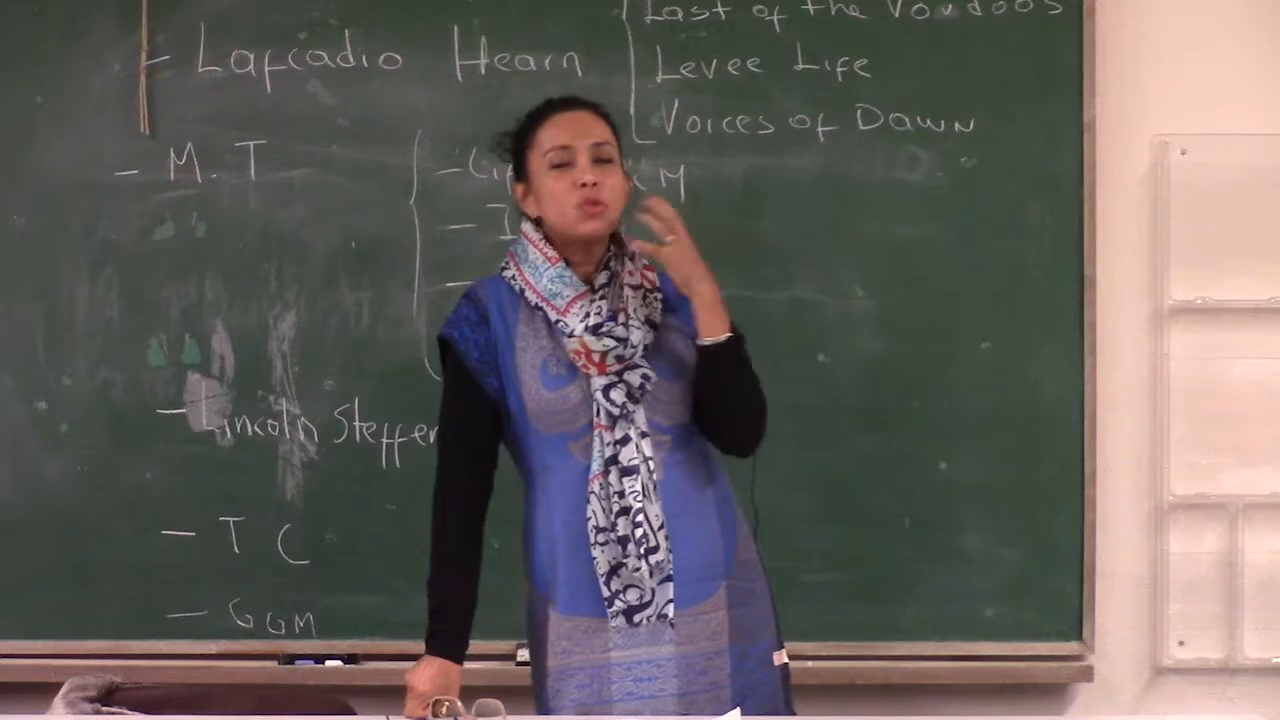 Last of the Voudoos
- Lafcadio Hearn
Levee Life
Voices of Dawn
- M.T
- Lincoln Steffen
- T C
- G G M